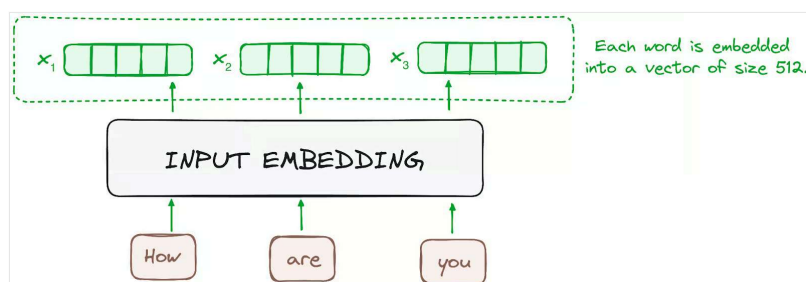 x1
x2
x3
Each word is embedded
into a vector of size 512.
INPUT EMBEDDING
How
are
you